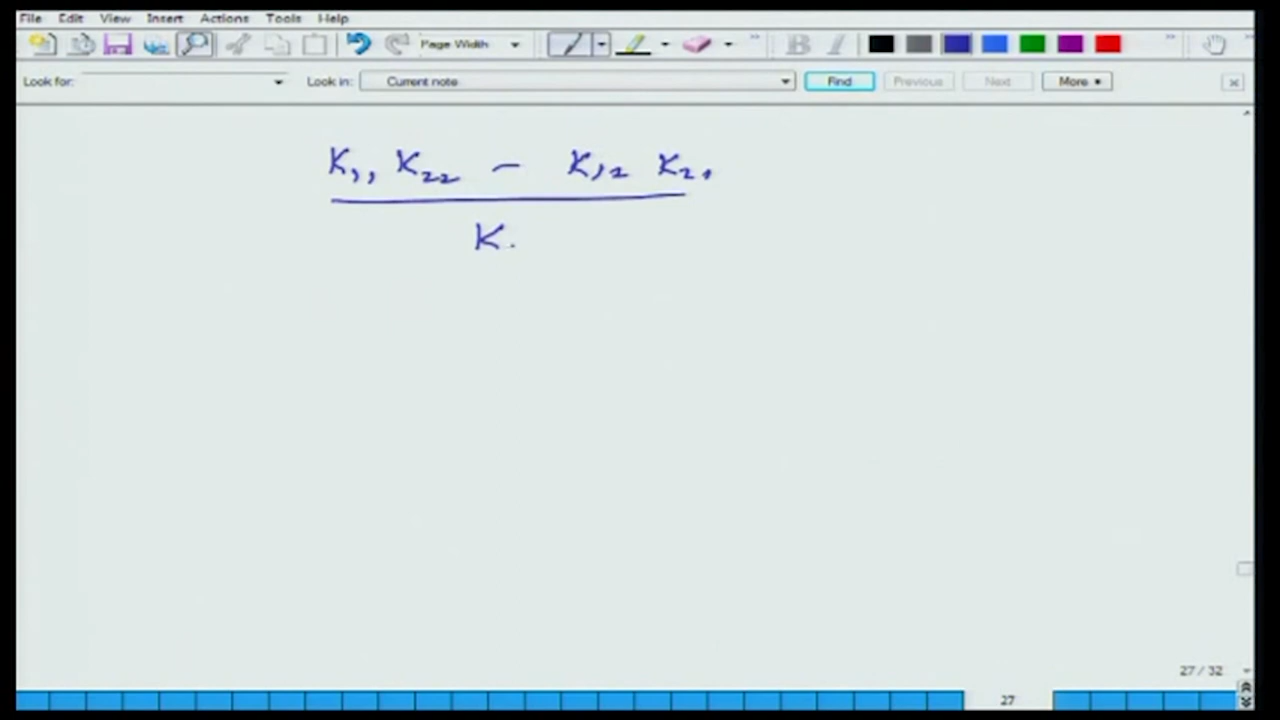 File Edit View Insert Actions Tools Help
Page Width B I
Look for: Look in: Current note Find Previous Next More x
K₁₁ K₂₂ − K₁₂ K₂₁
K.
27 / 32
27